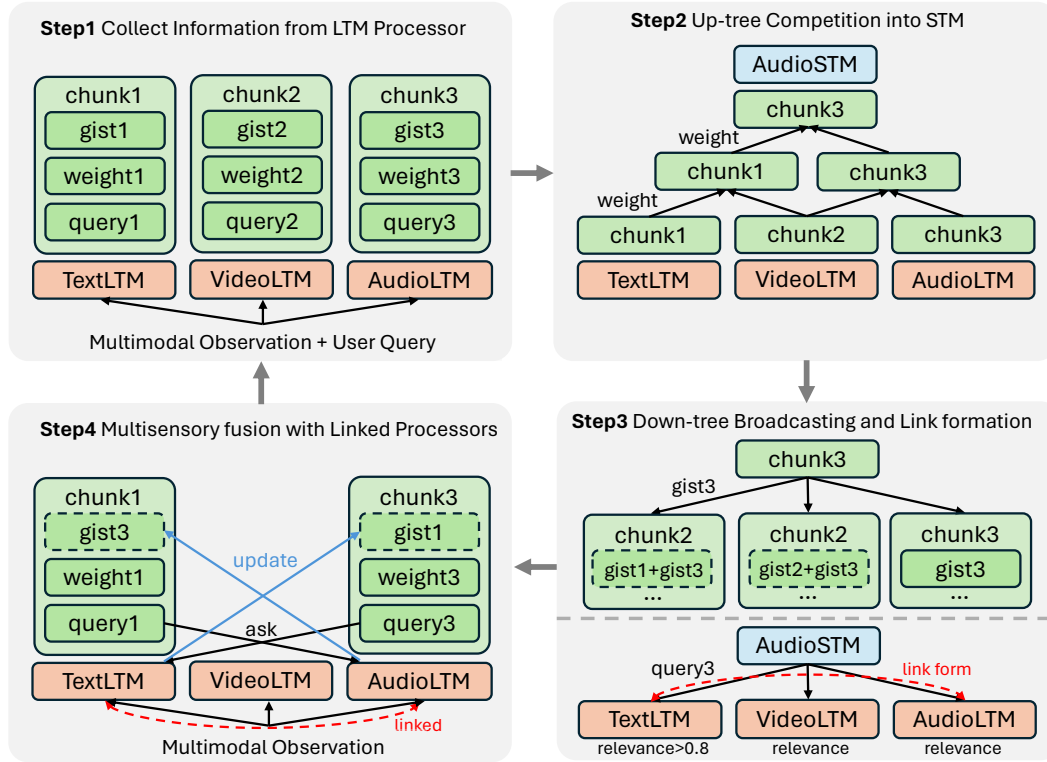 Step1 Collect Information from LTM Processor
chunk1
gist1
weight1
query1
chunk2
gist2
weight2
query2
chunk3
gist3
weight3
query3
TextLTM
VideoLTM
AudioLTM
Multimodal Observation + User Query
Step2 Up-tree Competition into STM
AudioSTM
chunk3
weight
chunk1
chunk3
weight
chunk1
chunk2
chunk3
TextLTM
VideoLTM
AudioLTM
Step3 Down-tree Broadcasting and Link formation
chunk3
gist3
chunk2
gist1+gist3
...
chunk2
gist2+gist3
...
chunk3
gist3
...
AudioSTM
query3
link form
TextLTM
VideoLTM
AudioLTM
relevance>0.8
relevance
relevance
Step4 Multisensory fusion with Linked Processors
chunk1
gist3
weight1
query1
update
ask
chunk3
gist1
weight3
query3
TextLTM
VideoLTM
AudioLTM
linked
Multimodal Observation